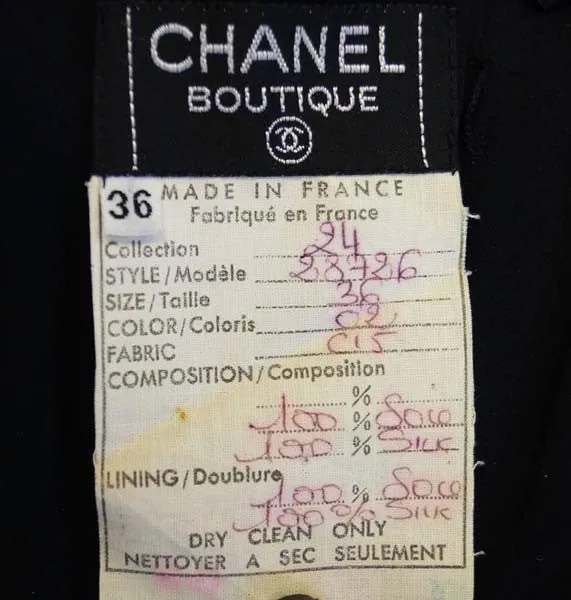 CHANEL
BOUTIQUE
36 MADE IN FRANCE
Fabriqué en France
Collection 24
STYLE/Modèle 28726
SIZE/Taille 36
COLOR/Coloris 02
FABRIC C15
COMPOSITION/Composition
%
100 % Soie
100 % Silk
LINING/Doublure
100 % Soie
100% Silk
DRY CLEAN ONLY
NETTOYER A SEC SEULEMENT